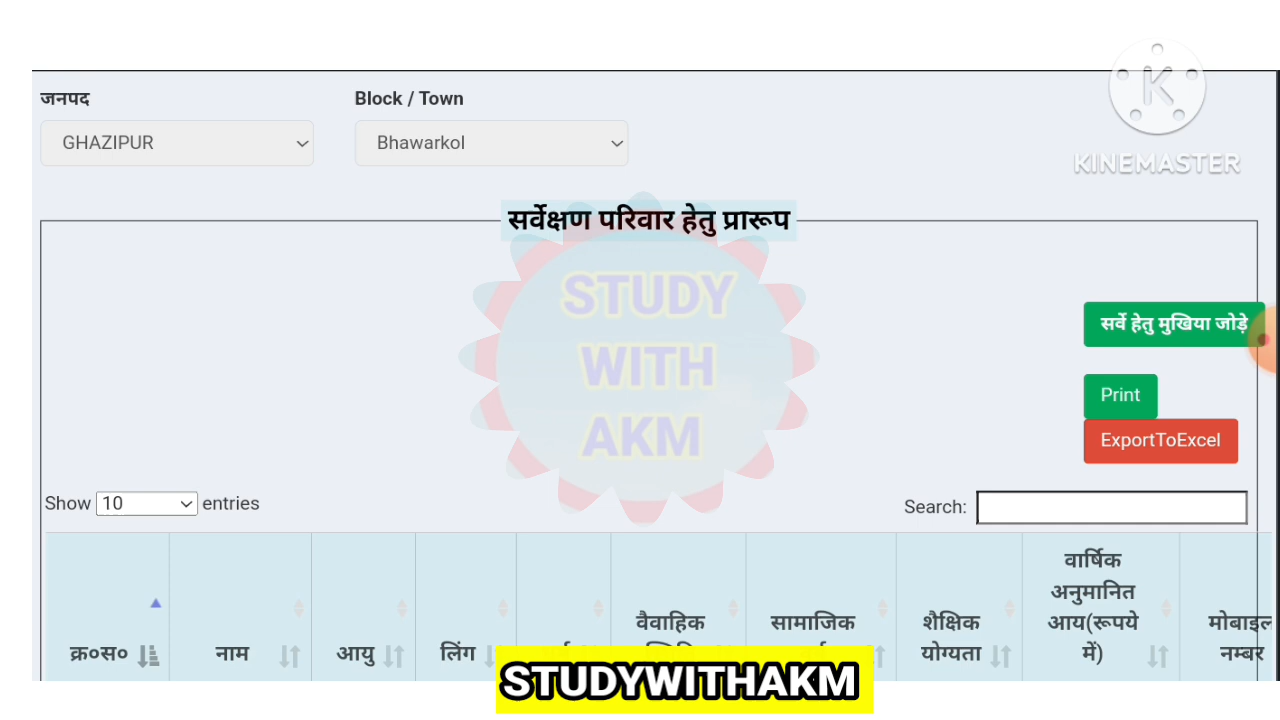 जनपद
Block / Town
GHAZIPUR
Bhawarkol
K
KINEMASTER
सर्वेक्षण परिवार हेतु प्रारूप
STUDY
WITH
AKM
सर्वे हेतु मुखिया जोड़े
Print
ExportToExcel
Show 10 entries
Search:
क्र०स०
नाम
आयु
लिंग
वैवाहिक
सामाजिक
शैक्षिक
योग्यता
वार्षिक
अनुमानित
आय(रूपये
में)
मोबाइल
नम्बर
STUDYWITHAKM